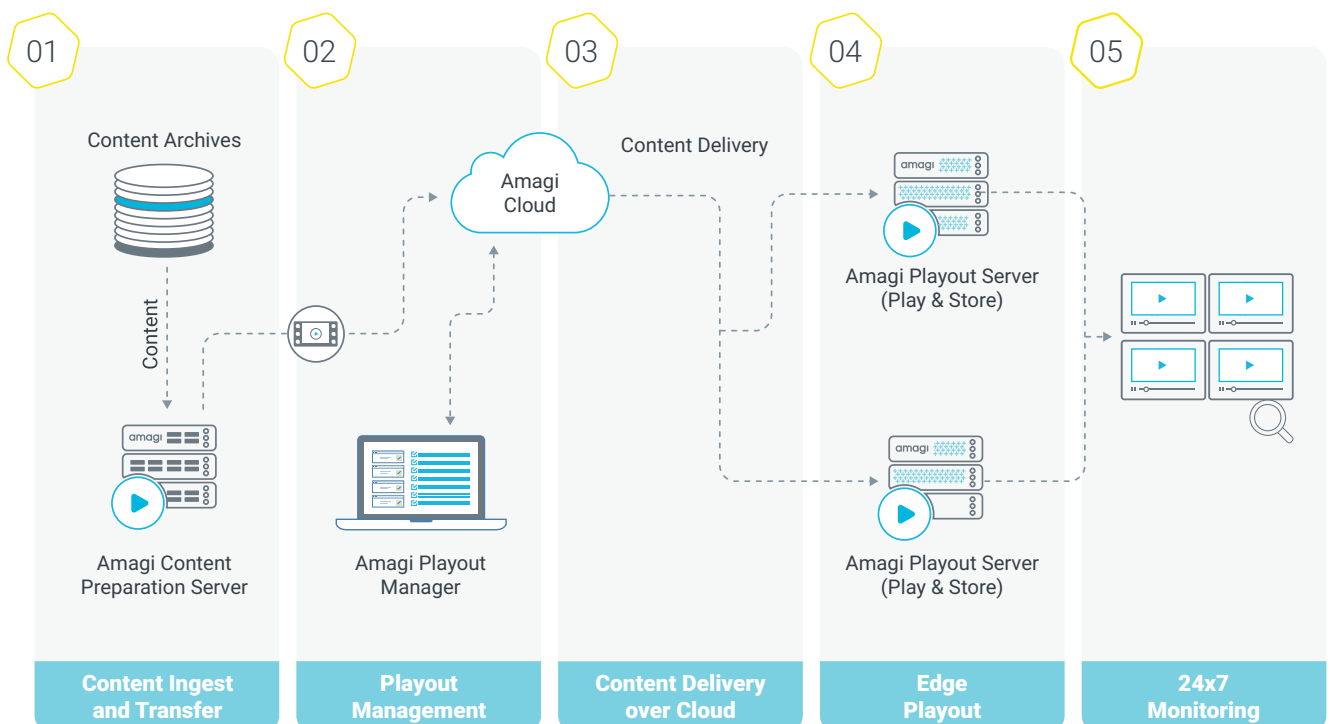 01
02
03
04
05
Content Archives
Content
amagi
Amagi Content
Preparation Server
Content Ingest
and Transfer
Amagi
Cloud
Amagi Playout
Manager
Playout
Management
Content Delivery
Content Delivery
over Cloud
amagi
Amagi Playout Server
(Play & Store)
amagi
Amagi Playout Server
(Play & Store)
Edge
Playout
24x7
Monitoring